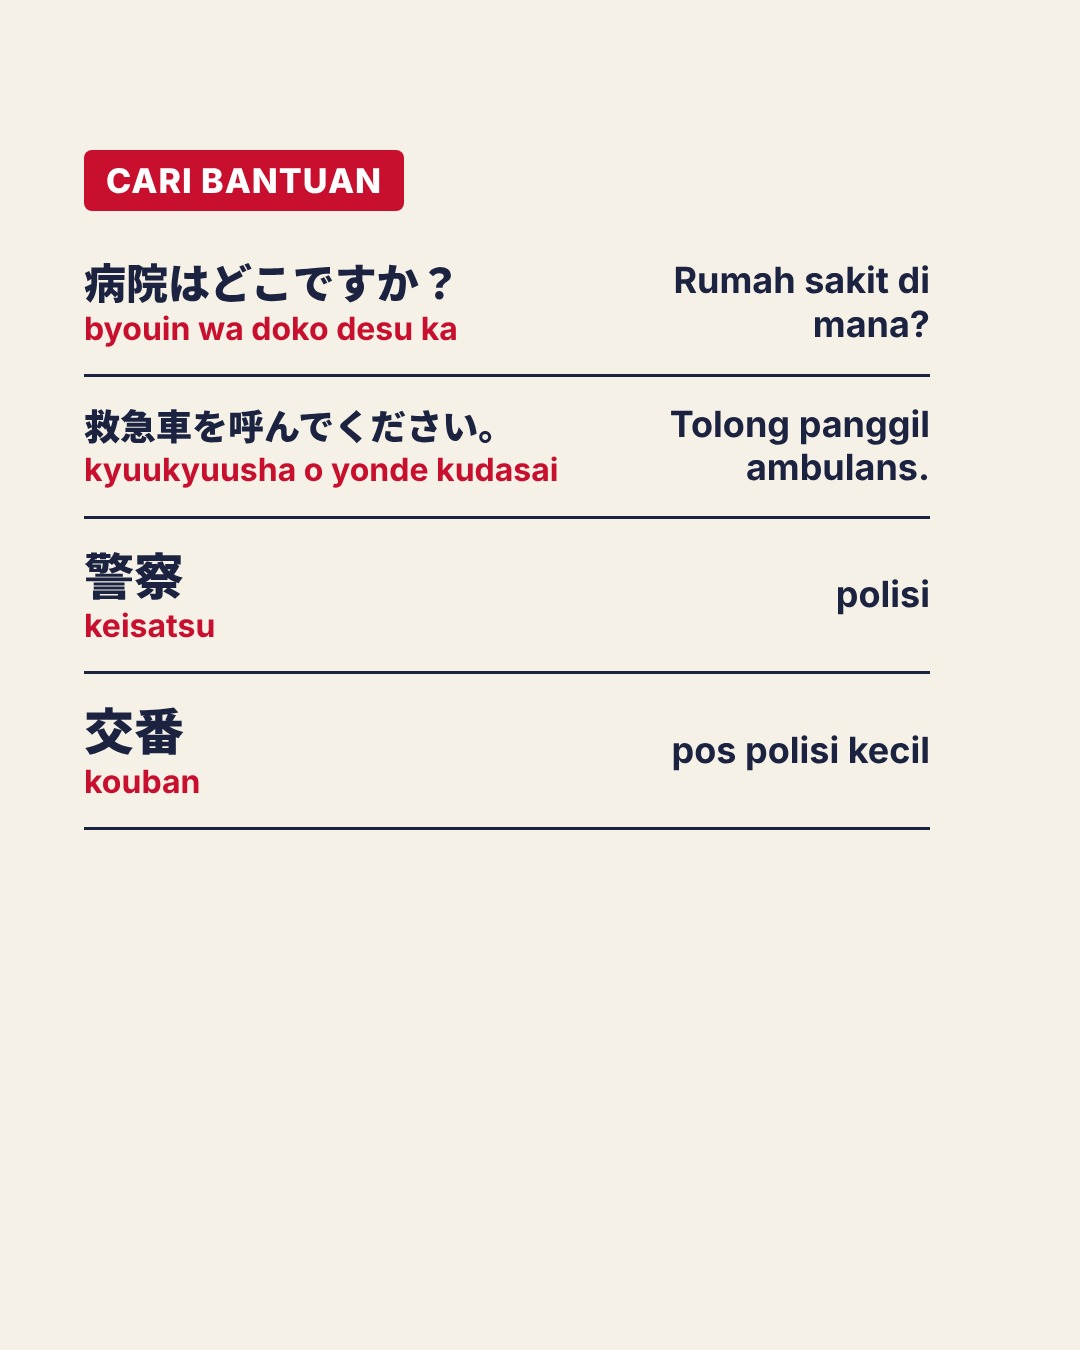 CARI BANTUAN
病院はどこですか？
byouin wa doko desu ka
Rumah sakit di
mana?
救急車を呼んでください。
kyuukyuusha o yonde kudasai
Tolong panggil
ambulans.
警察
keisatsu
polisi
交番
kouban
pos polisi kecil